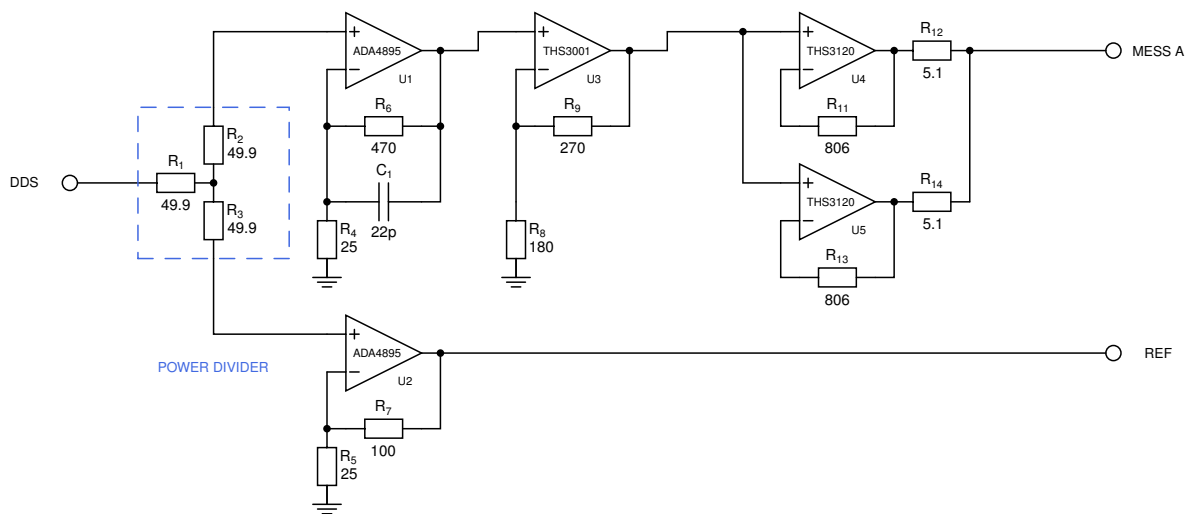 DDS
R1
49.9
R2
49.9
R3
49.9
POWER DIVIDER
+
ADA4895
−
U1
R6
470
C1
22p
R4
25
+
THS3001
−
U3
R9
270
R8
180
+
THS3120
−
U4
R11
806
R12
5.1
MESS A
+
THS3120
−
U5
R13
806
R14
5.1
+
ADA4895
−
U2
R7
100
R5
25
REF